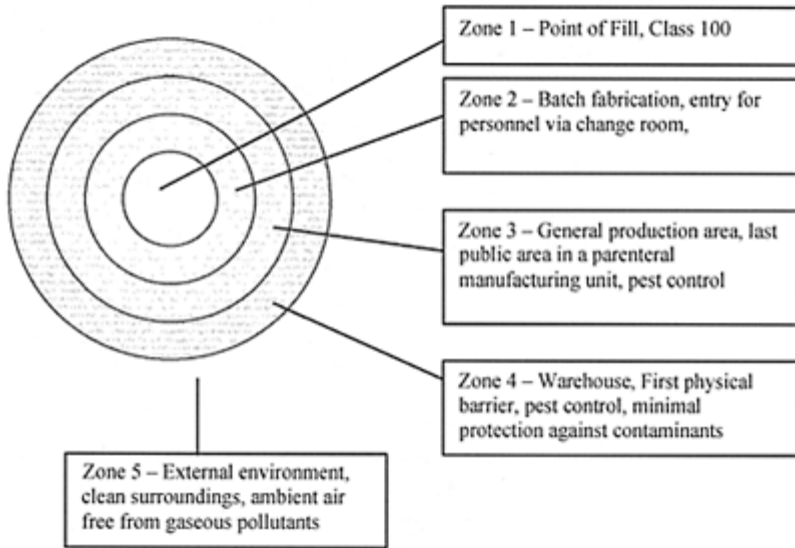 Zone 1 – Point of Fill, Class 100
Zone 2 – Batch fabrication, entry for
personnel via change room,
Zone 3 – General production area, last
public area in a parenteral
manufacturing unit, pest control
Zone 4 – Warehouse, First physical
barrier, pest control, minimal
protection against contaminants
Zone 5 – External environment,
clean surroundings, ambient air
free from gaseous pollutants